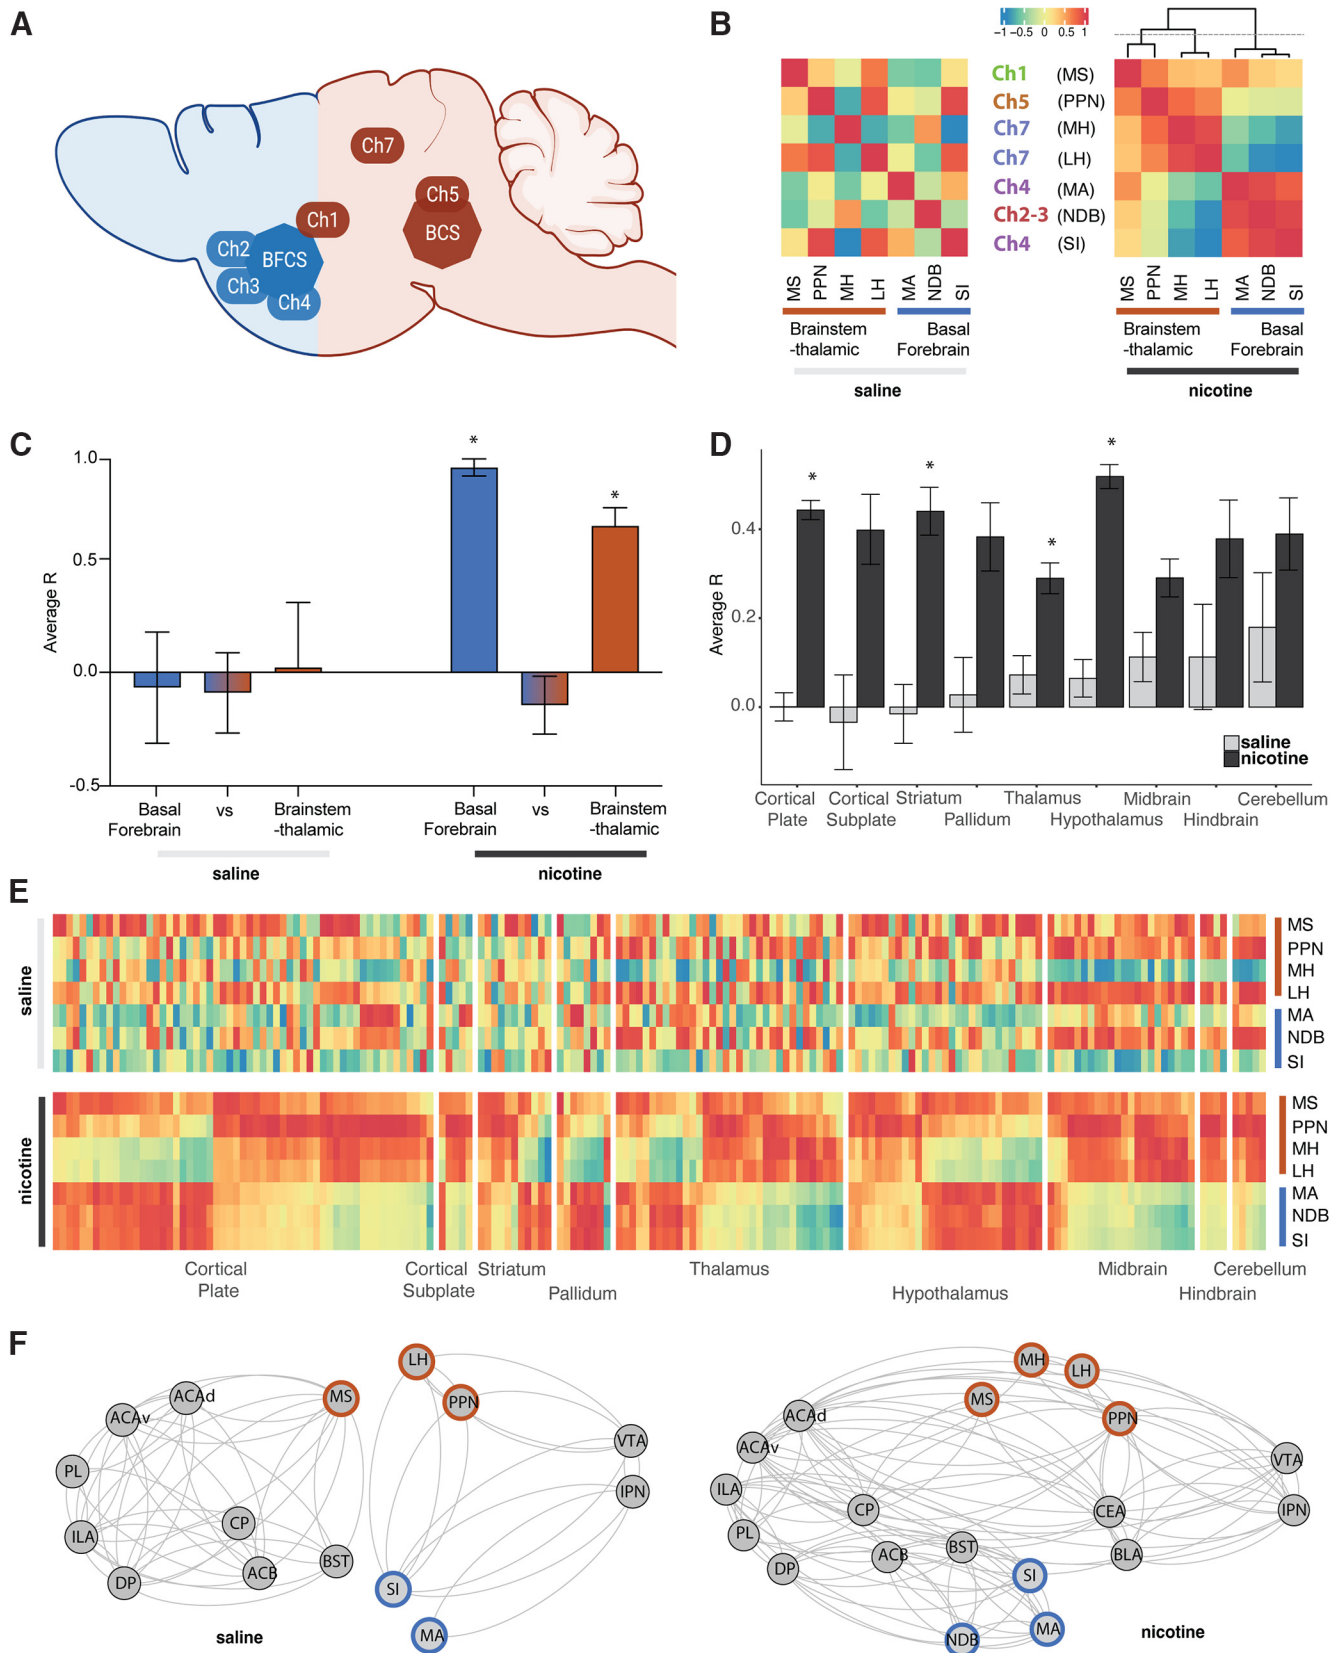 A
Ch7
Ch5
BCS
Ch1
Ch2
BFCS
Ch3
Ch4
B
−1 −0.5 0 0.5 1
Ch1 (MS)
Ch5 (PPN)
Ch7 (MH)
Ch7 (LH)
Ch4 (MA)
Ch2-3 (NDB)
Ch4 (SI)
MS PPN MH LH MA NDB SI
Brainstem
-thalamic
Basal
Forebrain
saline
MS PPN MH LH MA NDB SI
Brainstem
-thalamic
Basal
Forebrain
nicotine
C
Average R
1.0
0.5
0.0
-0.5
*
*
Basal
Forebrain
vs
Brainstem
-thalamic
saline
Basal
Forebrain
vs
Brainstem
-thalamic
nicotine
D
Average R
0.4
0.2
0.0
*
*
*
*
saline
nicotine
Cortical
Plate
Cortical
Subplate
Striatum
Pallidum
Thalamus
Hypothalamus
Midbrain
Hindbrain
Cerebellum
E
saline
MS
PPN
MH
LH
MA
NDB
SI
nicotine
MS
PPN
MH
LH
MA
NDB
SI
Cortical
Plate
Cortical
Subplate
Striatum
Pallidum
Thalamus
Hypothalamus
Midbrain
Hindbrain
Cerebellum
F
LH
ACAd
MS
PPN
ACAv
VTA
PL
IPN
CP
ILA
BST
ACB
DP
SI
MA
saline
MH
LH
MS
ACAd
PPN
ACAv
VTA
ILA
CP
CEA
IPN
PL
BST
ACB
BLA
DP
SI
MA
NDB
nicotine